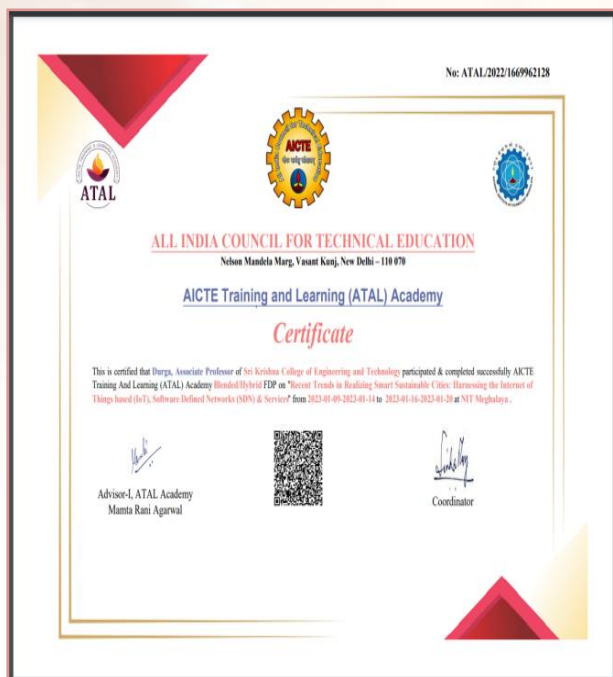 No: ATAL/2022/1669962128
ATAL
AICTE
ALL INDIA COUNCIL FOR TECHNICAL EDUCATION
Nelson Mandela Marg, Vasant Kunj, New Delhi – 110 070
AICTE Training and Learning (ATAL) Academy
Certificate
This is certified that Durga, Associate Professor of Sri Krishna College of Engineering and Technology participated & completed successfully AICTE
Training And Learning (ATAL) Academy Blended/Hybrid FDP on "Recent Trends in Realizing Smart Sustainable Cities: Harnessing the Internet of
Things based (IoT), Software Defined Networks (SDN) & Services" from 2023-01-09-2023-01-14 to 2023-01-16-2023-01-20 at NIT Meghalaya .
Advisor-I, ATAL Academy
Mamta Rani Agarwal
Coordinator